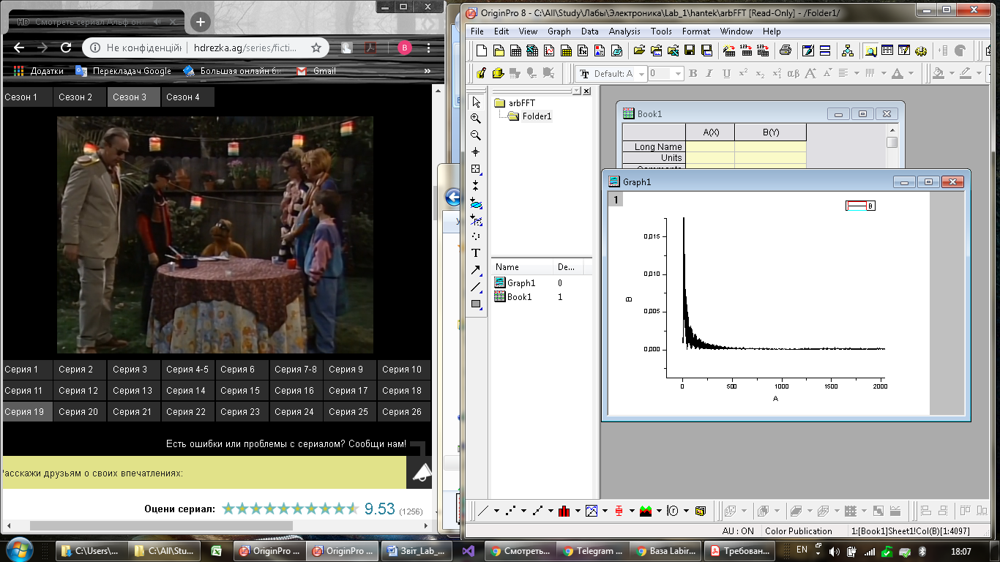 HD Смотреть сериал Альф онл
Не конфіденційн hdrezka.ag/series/ficti...
B
Додатки Перекладач Google Большая онлайн би Gmail »
Сезон 1 Сезон 2 Сезон 3 Сезон 4
Серия 1 Серия 2 Серия 3 Серия 4-5 Серия 6 Серия 7-8 Серия 9 Серия 10
Серия 11 Серия 12 Серия 13 Серия 14 Серия 15 Серия 16 Серия 17 Серия 18
Серия 19 Серия 20 Серия 21 Серия 22 Серия 23 Серия 24 Серия 25 Серия 26
Есть ошибки или проблемы с сериалом? Сообщи нам!
Расскажи друзьям о своих впечатлениях:
Оцени сериал: 9.53 (1256)
OriginPro 8 - C:\All\Study\Лабы\Электроника\Lab_1\hantek\arbFFT [Read-Only] - /Folder1/
File Edit View Graph Data Analysis Tools Format Window Help
Default: A 0 B I U
arbFFT
Folder1
Name De...
Graph1 0
Book1 1
Book1
A(X) B(Y)
Long Name
Units
Comments
Graph1
1
B
0,015
0,010
0,005
0,000
B
0 500 1000 1500 2000
A
AU : ON Color Publication 1:[Book1]Sheet1!Col(B)[1:4097]
C:\Users\... C:\All\Stu... OriginPro ... OriginPro ... Звіт_Lab_... Смотреть... Telegram ... База Labir... Требован... EN 18:07